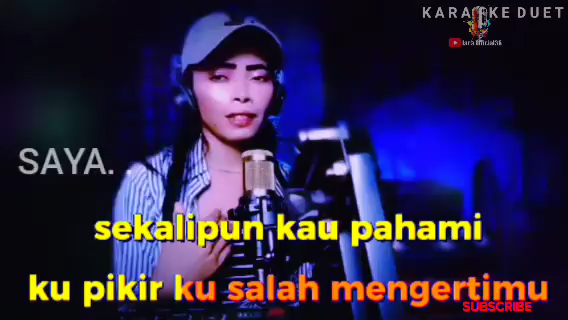 KARAOKE DUET
SAYA. .
sekalipun kau pahami
ku pikir ku salah mengertimu
SUBSCRIBE